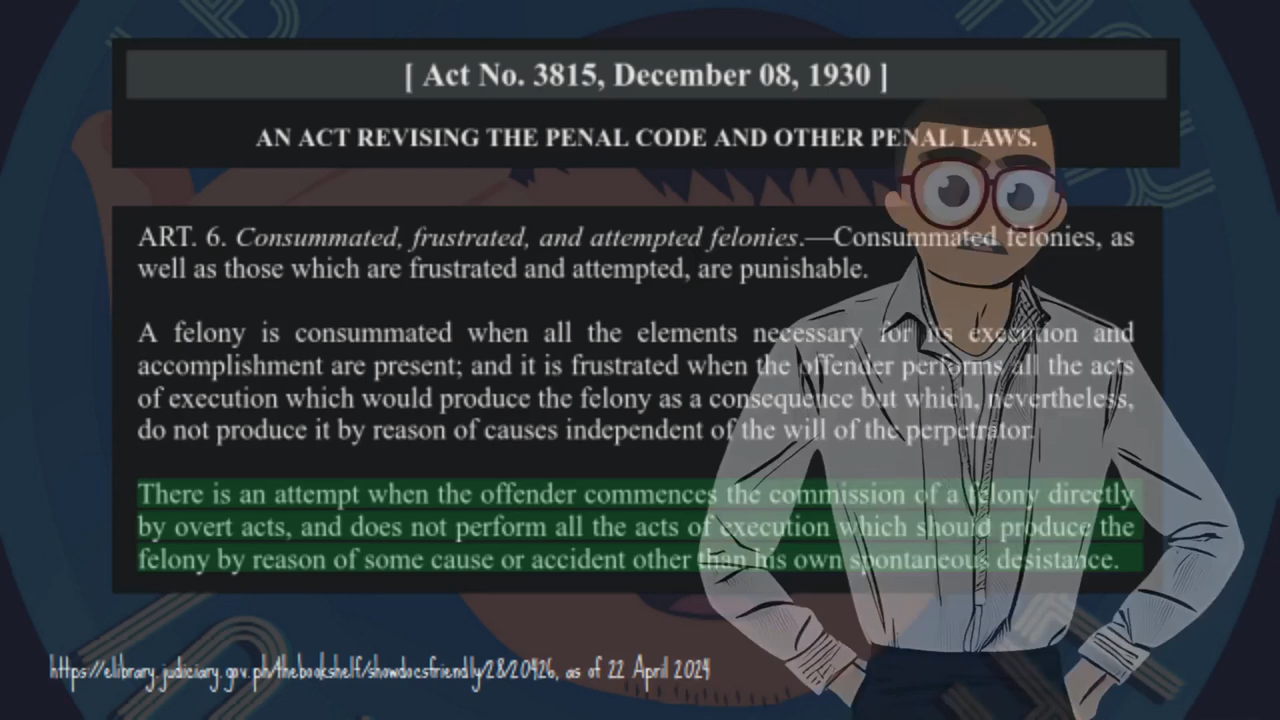 [ Act No. 3815, December 08, 1930 ]
AN ACT REVISING THE PENAL CODE AND OTHER PENAL LAWS.
ART. 6. Consummated, frustrated, and attempted felonies.—Consummated felonies, as
well as those which are frustrated and attempted, are punishable.
A felony is consummated when all the elements necessary for its execution and
accomplishment are present; and it is frustrated when the offender performs all the acts
of execution which would produce the felony as a consequence but which, nevertheless,
do not produce it by reason of causes independent of the will of the perpetrator.
There is an attempt when the offender commences the commission of a felony directly
by overt acts, and does not perform all the acts of execution which should produce the
felony by reason of some cause or accident other than his own spontaneous desistance.
https://elibrary.judiciary.gov.ph/thebookshelf/showdocsfriendly/28/20426, as of 22 April 2024